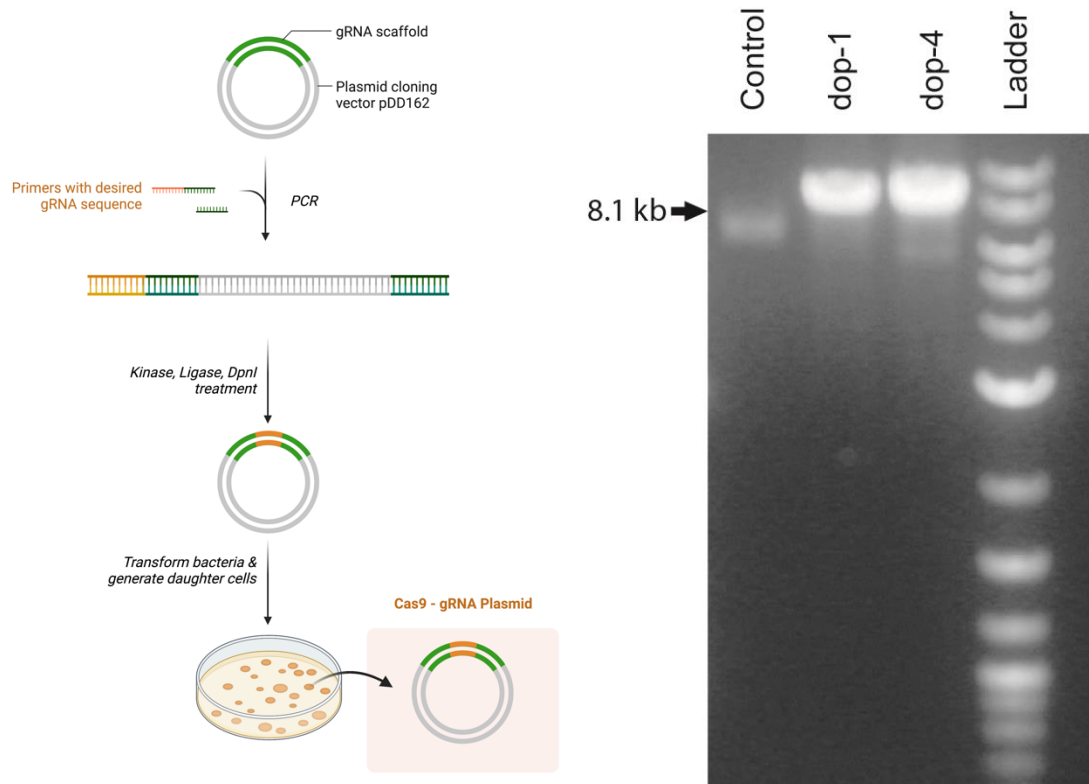 gRNA scaffold
Plasmid cloning
vector pDD162
Primers with desired
gRNA sequence
PCR
Kinase, Ligase, DpnI
treatment
Transform bacteria &
generate daughter cells
Cas9 - gRNA Plasmid
Control
dop-1
dop-4
Ladder
8.1 kb